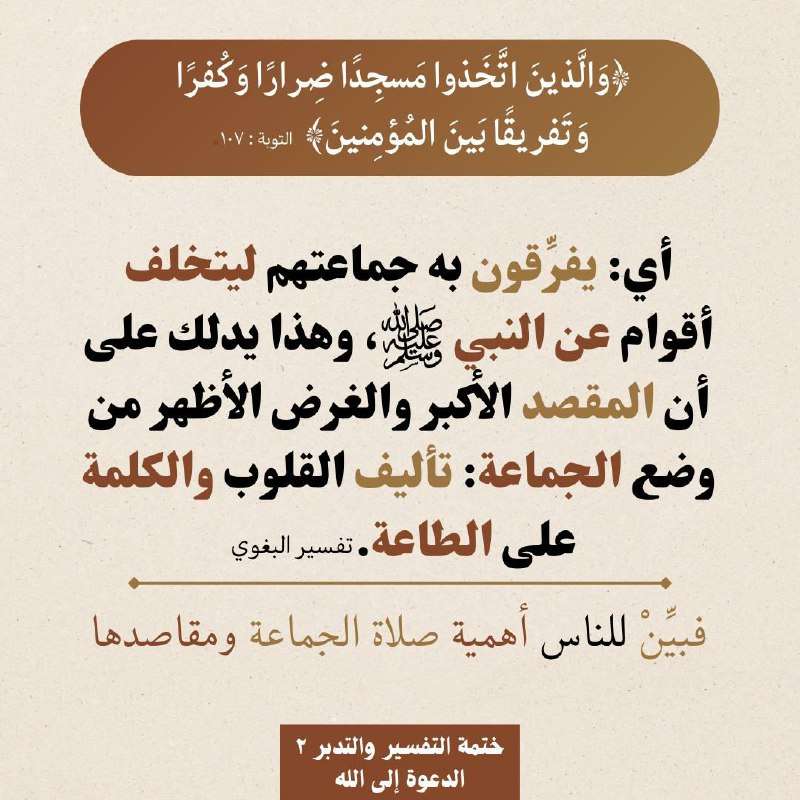 ﴿وَالَّذينَ اتَّخَذوا مَسجِدًا ضِرارًا وَكُفرًا
وَتَفريقًا بَينَ المُؤمِنينَ﴾ التوبة: ١٠٧
أي: يفرِّقون به جماعتهم ليتخلف
أقوام عن النبي ﷺ، وهذا يدلك على
أن المقصد الأكبر والغرض الأظهر من
وضع الجماعة: تأليف القلوب والكلمة
على الطاعة. تفسير البغوي
فبيِّنْ للناس أهمية صلاة الجماعة ومقاصدها
ختمة التفسير والتدبر ٢
الدعوة إلى الله